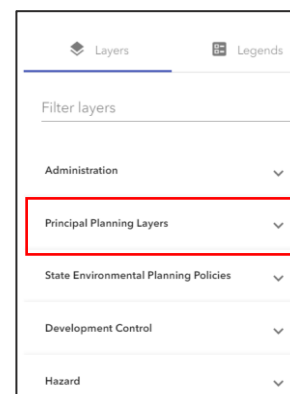 Layers Legends
Filter layers
Administration
Principal Planning Layers
State Environmental Planning Policies
Development Control
Hazard